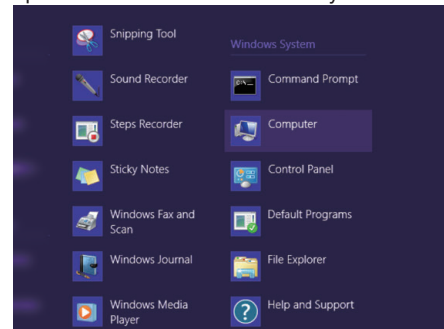 Snipping Tool
Sound Recorder
Steps Recorder
Sticky Notes
Windows Fax and
Scan
Windows Journal
Windows Media
Player
Windows System
Command Prompt
Computer
Control Panel
Default Programs
File Explorer
Help and Support